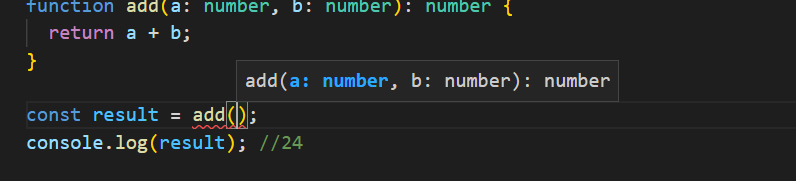 function add(a: number, b: number): number {
return a + b;
}
add(a: number, b: number): number
const result = add();
console.log(result); //24